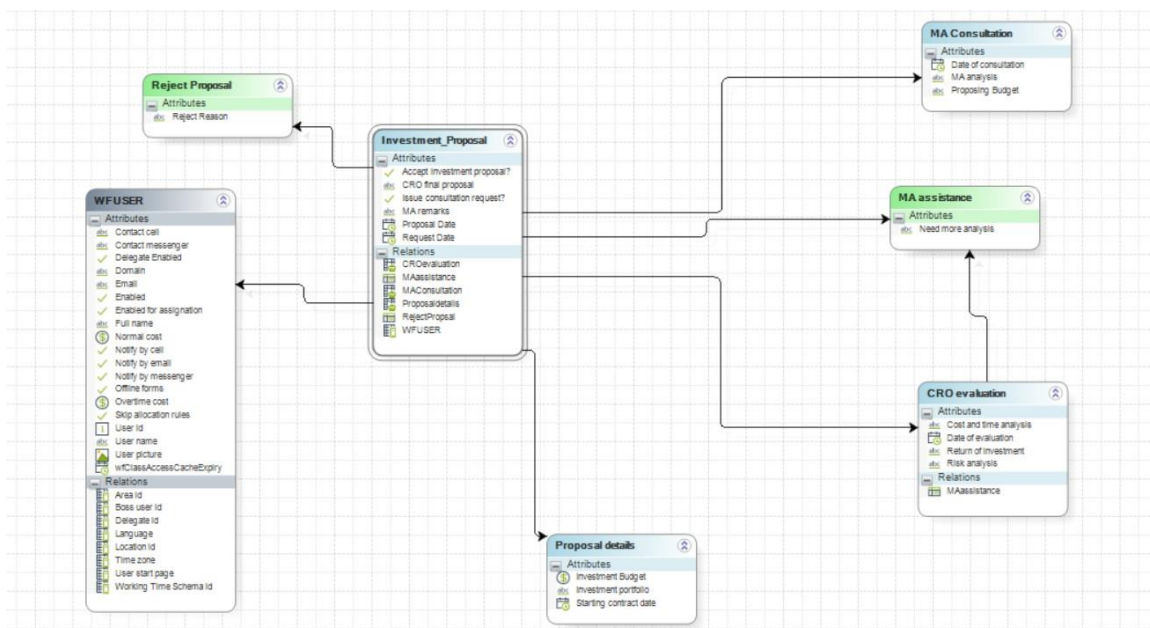 MA Consultation
Attributes
Date of consultation
MA analysis
Proposing Budget
Reject Proposal
Attributes
Reject Reason
Investment_Proposal
Attributes
Accept investment proposal?
CRO final proposal
Issue consultation request?
MA remarks
Proposal Date
Request Date
Relations
CROevaluation
MAassistance
MAConsultation
Proposaldetails
RejectPropsal
WFUSER
WFUSER
Attributes
Contact cell
Contact messenger
Delegate Enabled
Domain
Email
Enabled
Enabled for assignation
Full name
Normal cost
Notify by cell
Notify by email
Notify by messenger
Offline forms
Overtime cost
Skip allocation rules
User Id
User name
User picture
wfClassAccessCacheExpiry
Relations
Area Id
Boss user Id
Delegate Id
Language
Location Id
Time zone
User start page
Working Time Schema Id
MA assistance
Attributes
Need more analysis
CRO evaluation
Attributes
Cost and time analysis
Date of evaluation
Return of investment
Risk analysis
Relations
MAassistance
Proposal details
Attributes
Investment Budget
Investment portfolio
Starting contract date